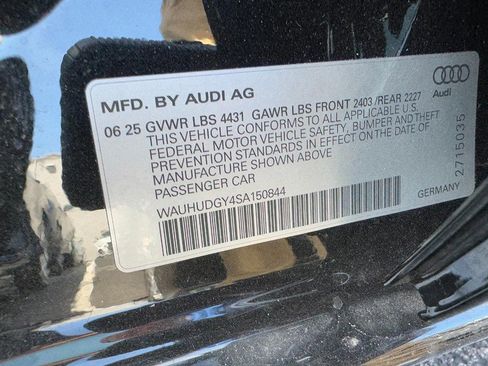 MFD. BY AUDI AG
Audi
06 25 GVWR LBS 4431 GAWR LBS FRONT 2403 /REAR 2227
THIS VEHICLE CONFORMS TO ALL APPLICABLE U.S.
FEDERAL MOTOR VEHICLE SAFETY, BUMPER AND THEFT
PREVENTION STANDARDS IN EFFECT ON THE DATE OF
MANUFACTURE SHOWN ABOVE
PASSENGER CAR
WAUHUDGY4SA150844
GERMANY
2715035